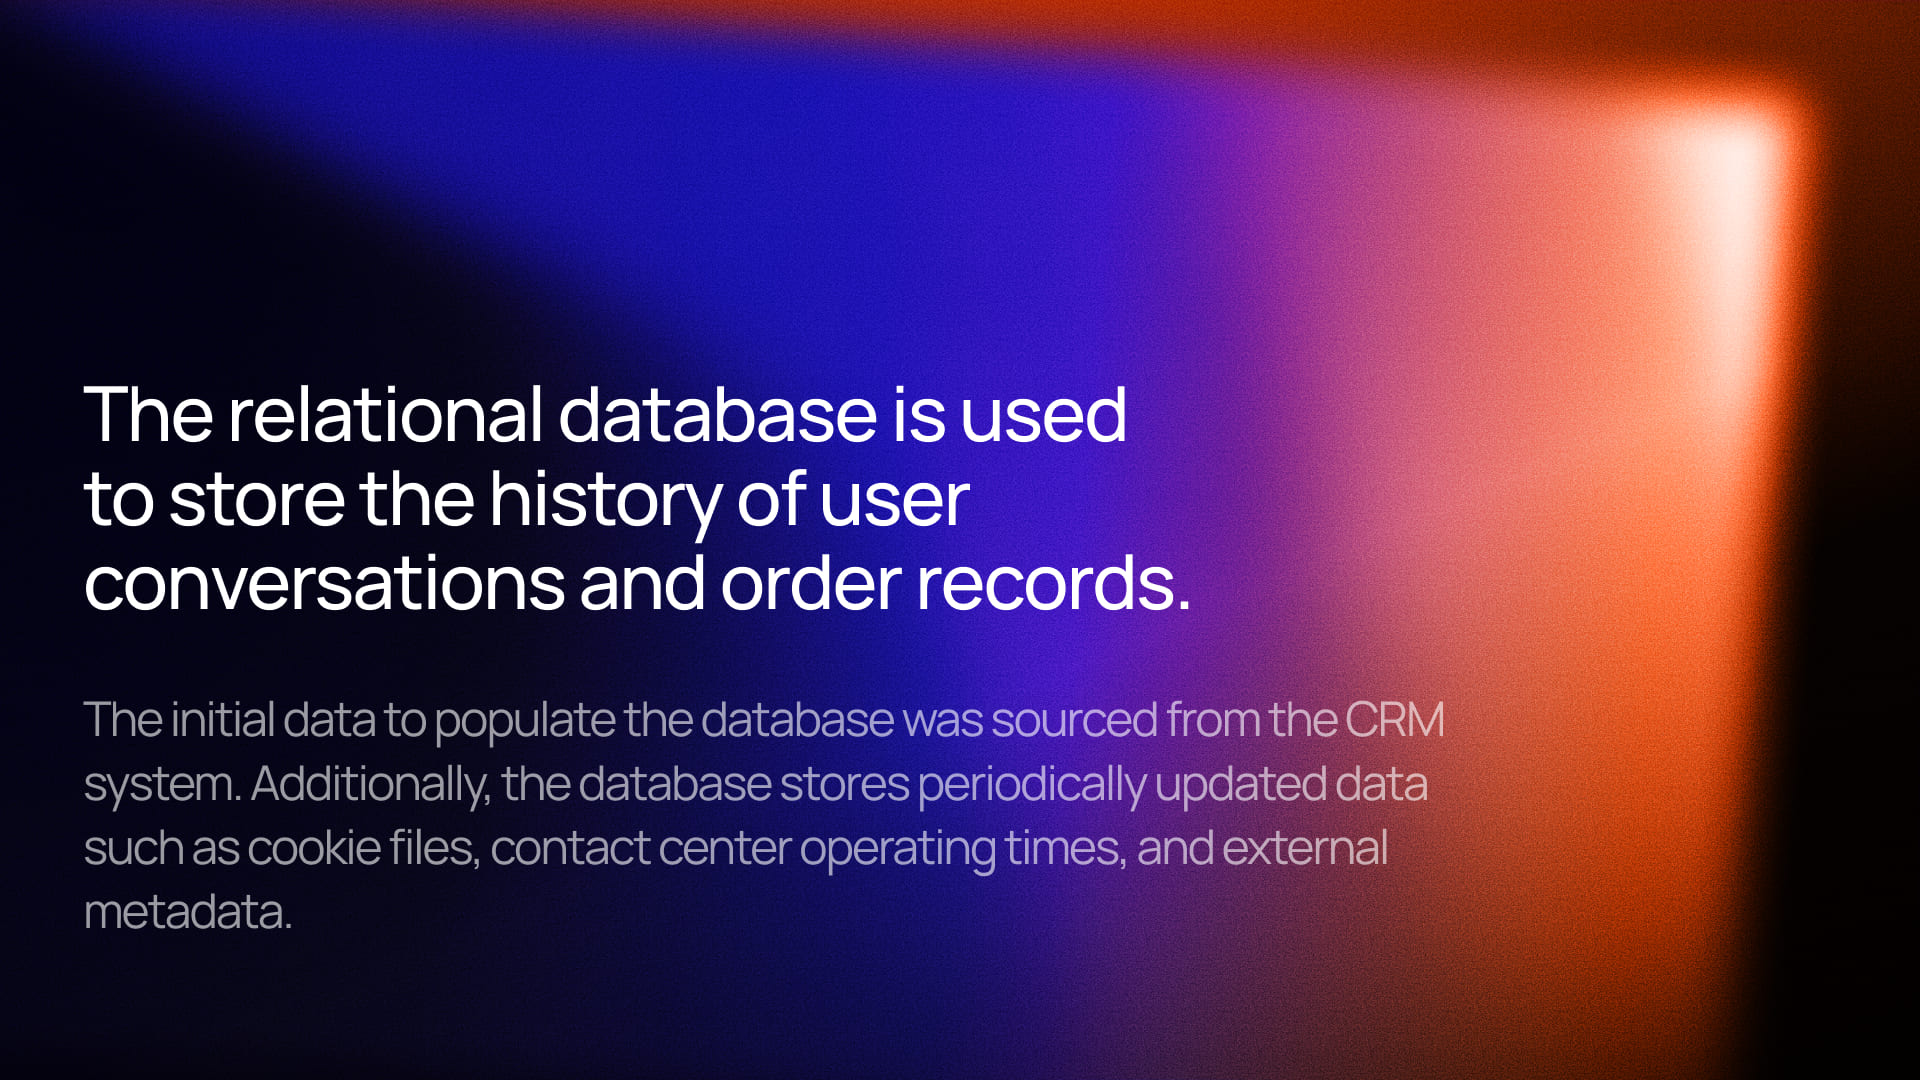 The relational database is used
to store the history of user
conversations and order records.
The initial data to populate the database was sourced from the CRM
system. Additionally, the database stores periodically updated data
such as cookie files, contact center operating times, and external
metadata.